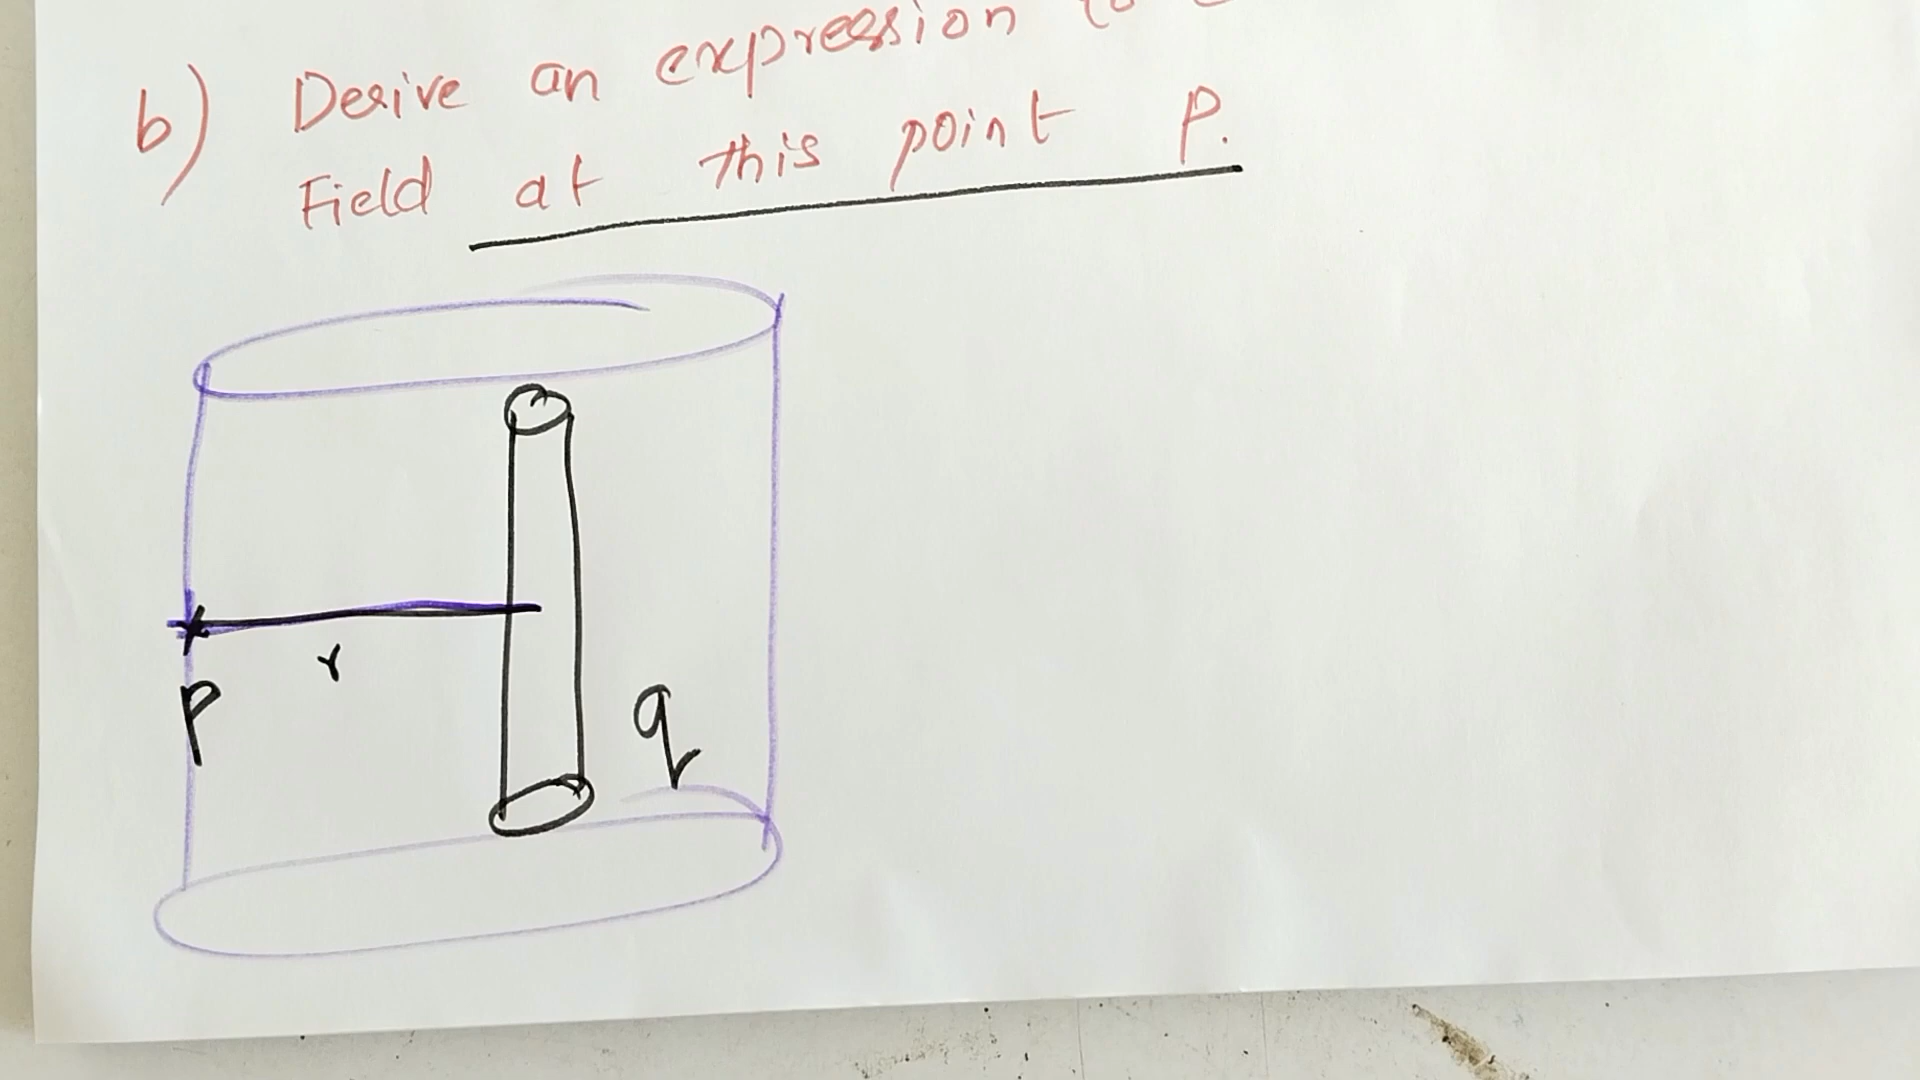 b) Derive an expression
Field at this point P.
r
P
q